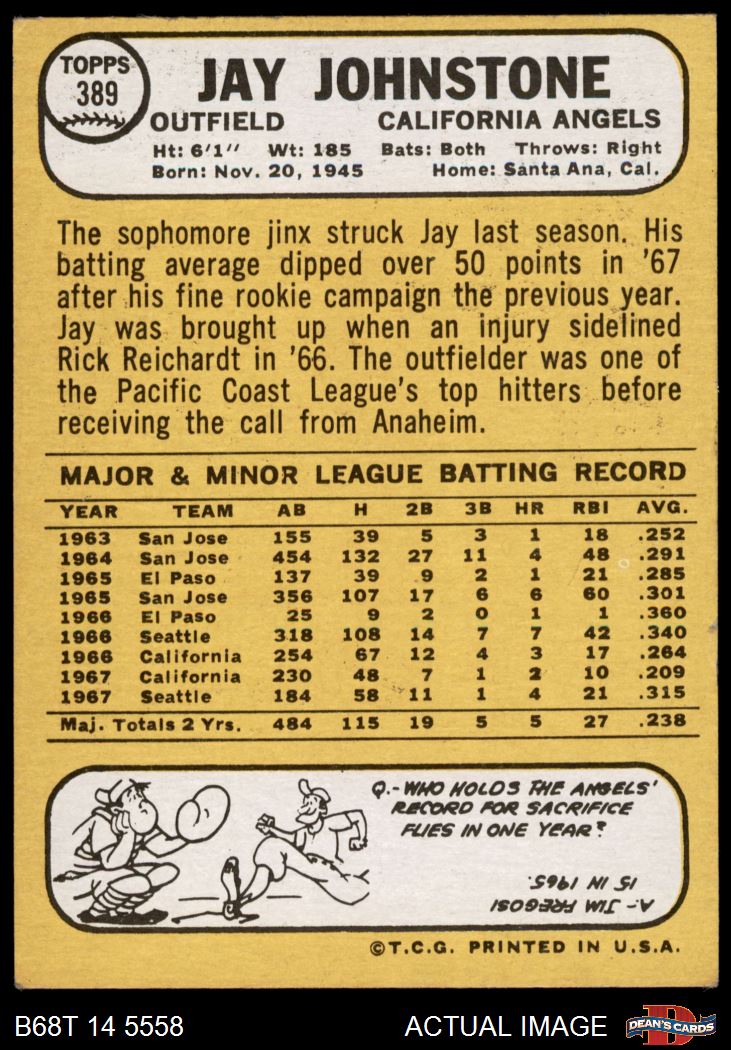 TOPPS
389
JAY JOHNSTONE
OUTFIELD CALIFORNIA ANGELS
Ht: 6'1" Wt: 185 Bats: Both Throws: Right
Born: Nov. 20, 1945 Home: Santa Ana, Cal.
The sophomore jinx struck Jay last season. His
batting average dipped over 50 points in '67
after his fine rookie campaign the previous year.
Jay was brought up when an injury sidelined
Rick Reichardt in '66. The outfielder was one of
the Pacific Coast League's top hitters before
receiving the call from Anaheim.
MAJOR & MINOR LEAGUE BATTING RECORD
YEAR TEAM AB H 2B 3B HR RBI AVG.
1963 San Jose 155 39 5 3 1 18 .252
1964 San Jose 454 132 27 11 4 48 .291
1965 El Paso 137 39 9 2 1 21 .285
1965 San Jose 356 107 17 6 6 60 .301
1966 El Paso 25 9 2 0 1 1 .360
1966 Seattle 318 108 14 7 7 42 .340
1966 California 254 67 12 4 3 17 .264
1967 California 230 48 7 1 2 10 .209
1967 Seattle 184 58 11 1 4 21 .315
Maj. Totals 2 Yrs. 484 115 19 5 5 27 .238
Q.-WHO HOLDS THE ANGELS'
RECORD FOR SACRIFICE
FLIES IN ONE YEAR?
A.-JIM FREGOSI
15 IN 1965.
©T.C.G. PRINTED IN U.S.A.
B68T 14 5558 ACTUAL IMAGE D DEAN'S CARDS